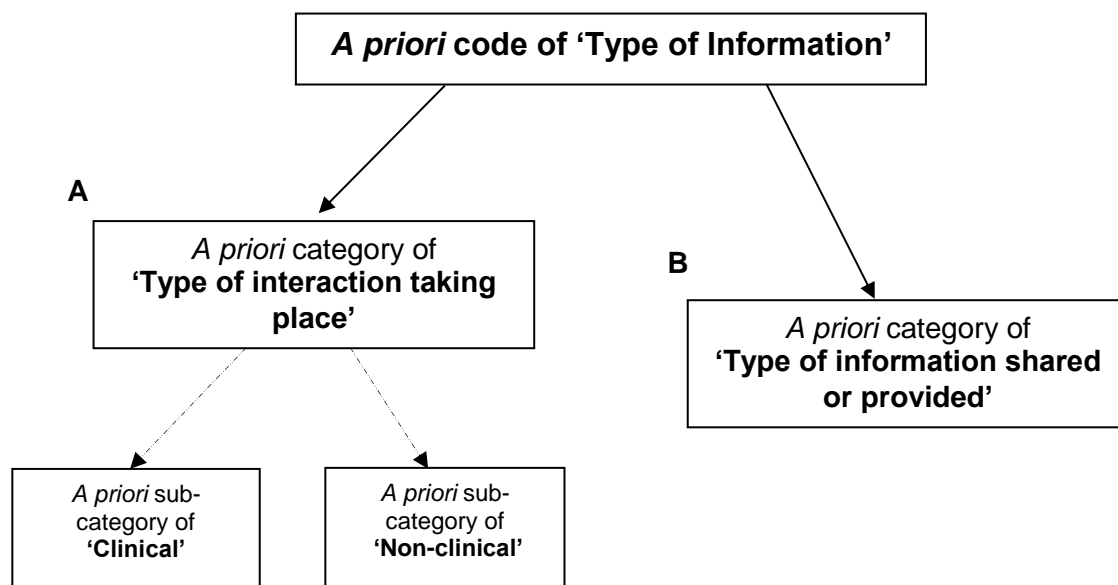 A priori code of ‘Type of Information’
A
A priori category of
‘Type of interaction taking
place’
B
A priori category of
‘Type of information shared
or provided’
A priori sub-
category of
‘Clinical’
A priori sub-
category of
‘Non-clinical’